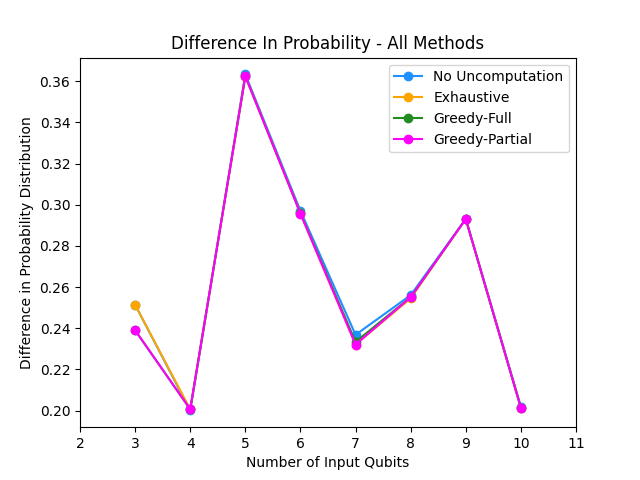 Difference In Probability - All Methods
No Uncomputation
Exhaustive
Greedy-Full
Greedy-Partial
Difference in Probability Distribution
0.36
0.34
0.32
0.30
0.28
0.26
0.24
0.22
0.20
2 3 4 5 6 7 8 9 10 11
Number of Input Qubits